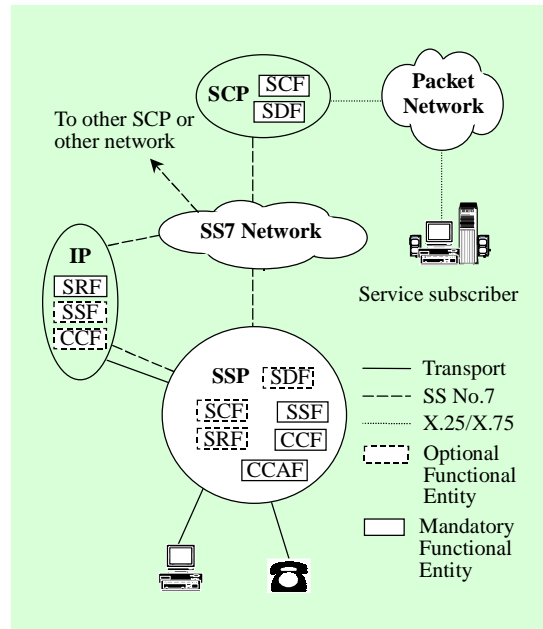 SCP
SCF
SDF
Packet
Network
To other SCP or
other network
SS7 Network
IP
SRF
SSF
CCF
Service subscriber
SSP
SDF
SCF
SSF
SRF
CCF
CCAF
Transport
SS No.7
X.25/X.75
Optional
Functional
Entity
Mandatory
Functional
Entity